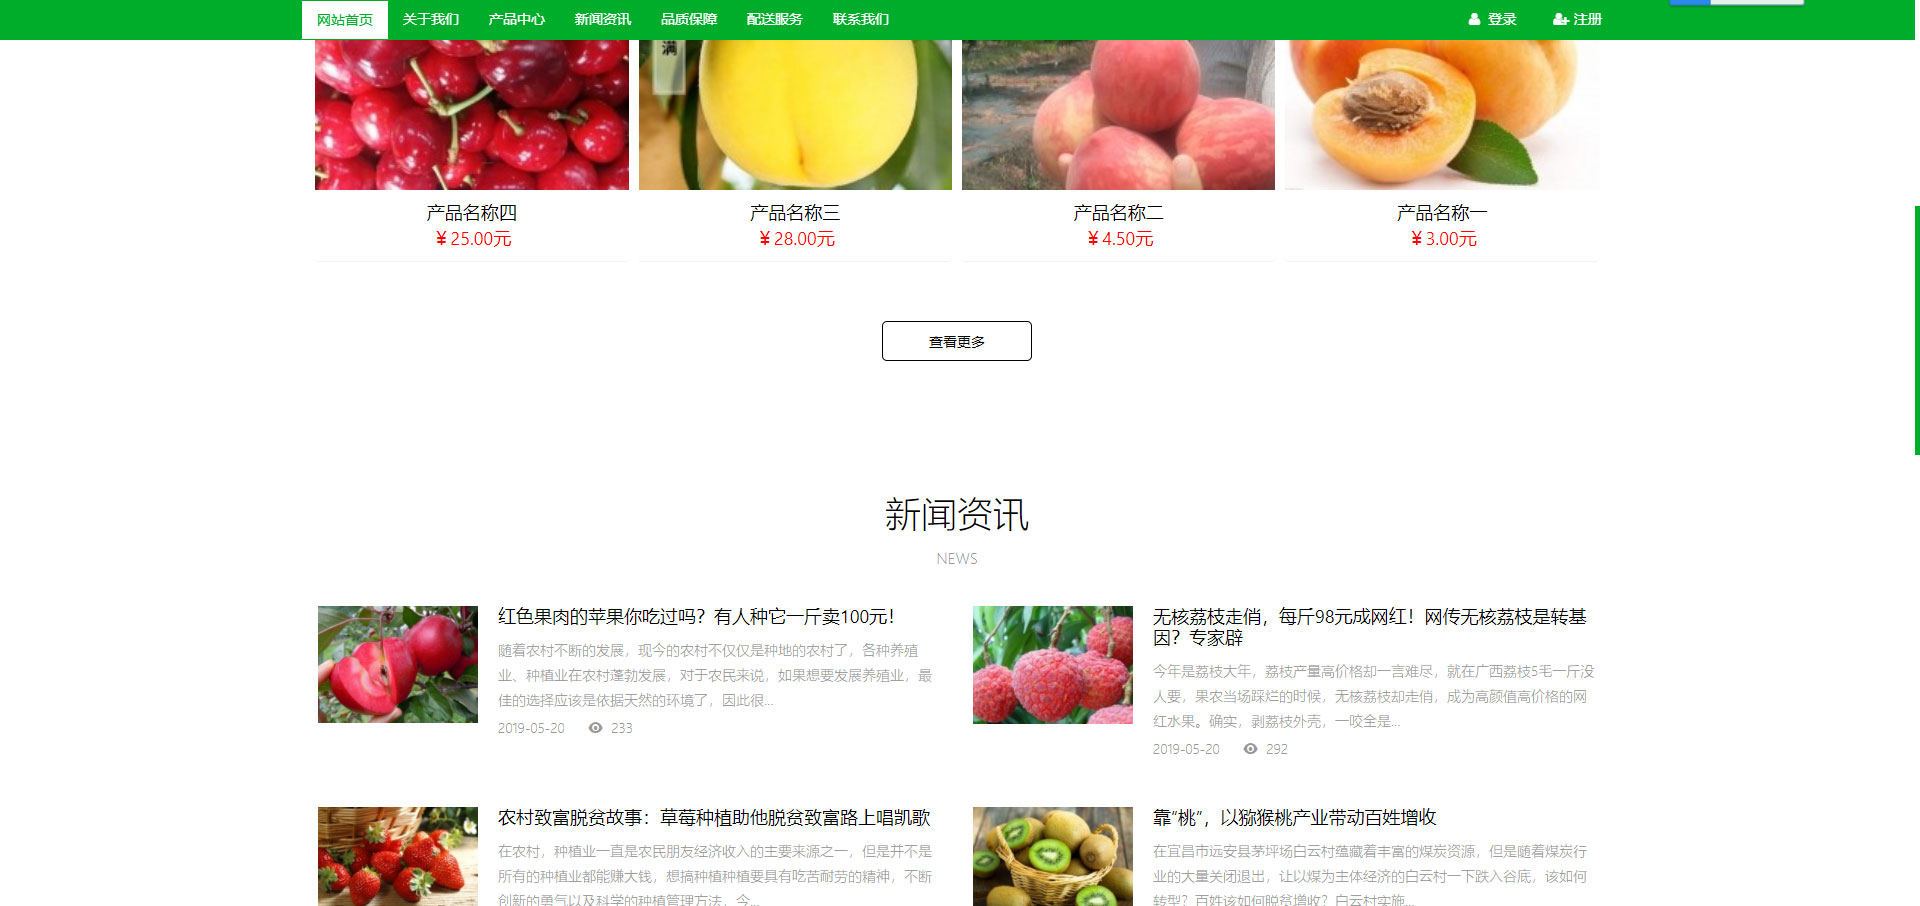 网站首页 关于我们 产品中心 新闻资讯 品质保障 配送服务 联系我们 登录 注册
满
产品名称四 产品名称三 产品名称二 产品名称一
¥25.00元 ¥28.00元 ¥4.50元 ¥3.00元
查看更多
新闻资讯
NEWS
红色果肉的苹果你吃过吗？有人种它一斤卖100元！
随着农村不断的发展，现今的农村不仅仅是种地的农村了，各种养殖
业、种植业在农村蓬勃发展，对于农民来说，如果想要发展养殖业，最
佳的选择应该是依据天然的环境了，因此很...
2019-05-20 233
无核荔枝走俏，每斤98元成网红！网传无核荔枝是转基
因？专家辟
今年是荔枝大年，荔枝产量高价格却一言难尽，就在广西荔枝5毛一斤没
人要，果农当场踩烂的时候，无核荔枝却走俏，成为高颜值高价格的网
红水果。确实，剥荔枝外壳，一咬全是...
2019-05-20 292
农村致富脱贫故事：草莓种植助他脱贫致富路上唱凯歌
在农村，种植业一直是农民朋友经济收入的主要来源之一，但是并不是
所有的种植业都能赚大钱，想搞种植种植要具有吃苦耐劳的精神，不断
创新的勇气以及科学的种植管理方法，今...
靠“桃”，以猕猴桃产业带动百姓增收
在宜昌市远安县茅坪场白云村蕴藏着丰富的煤炭资源，但是随着煤炭行
业的大量关闭退出，让以煤为主体经济的白云村一下跌入谷底，该如何
转型？百姓该如何脱贫增收？白云村实施...